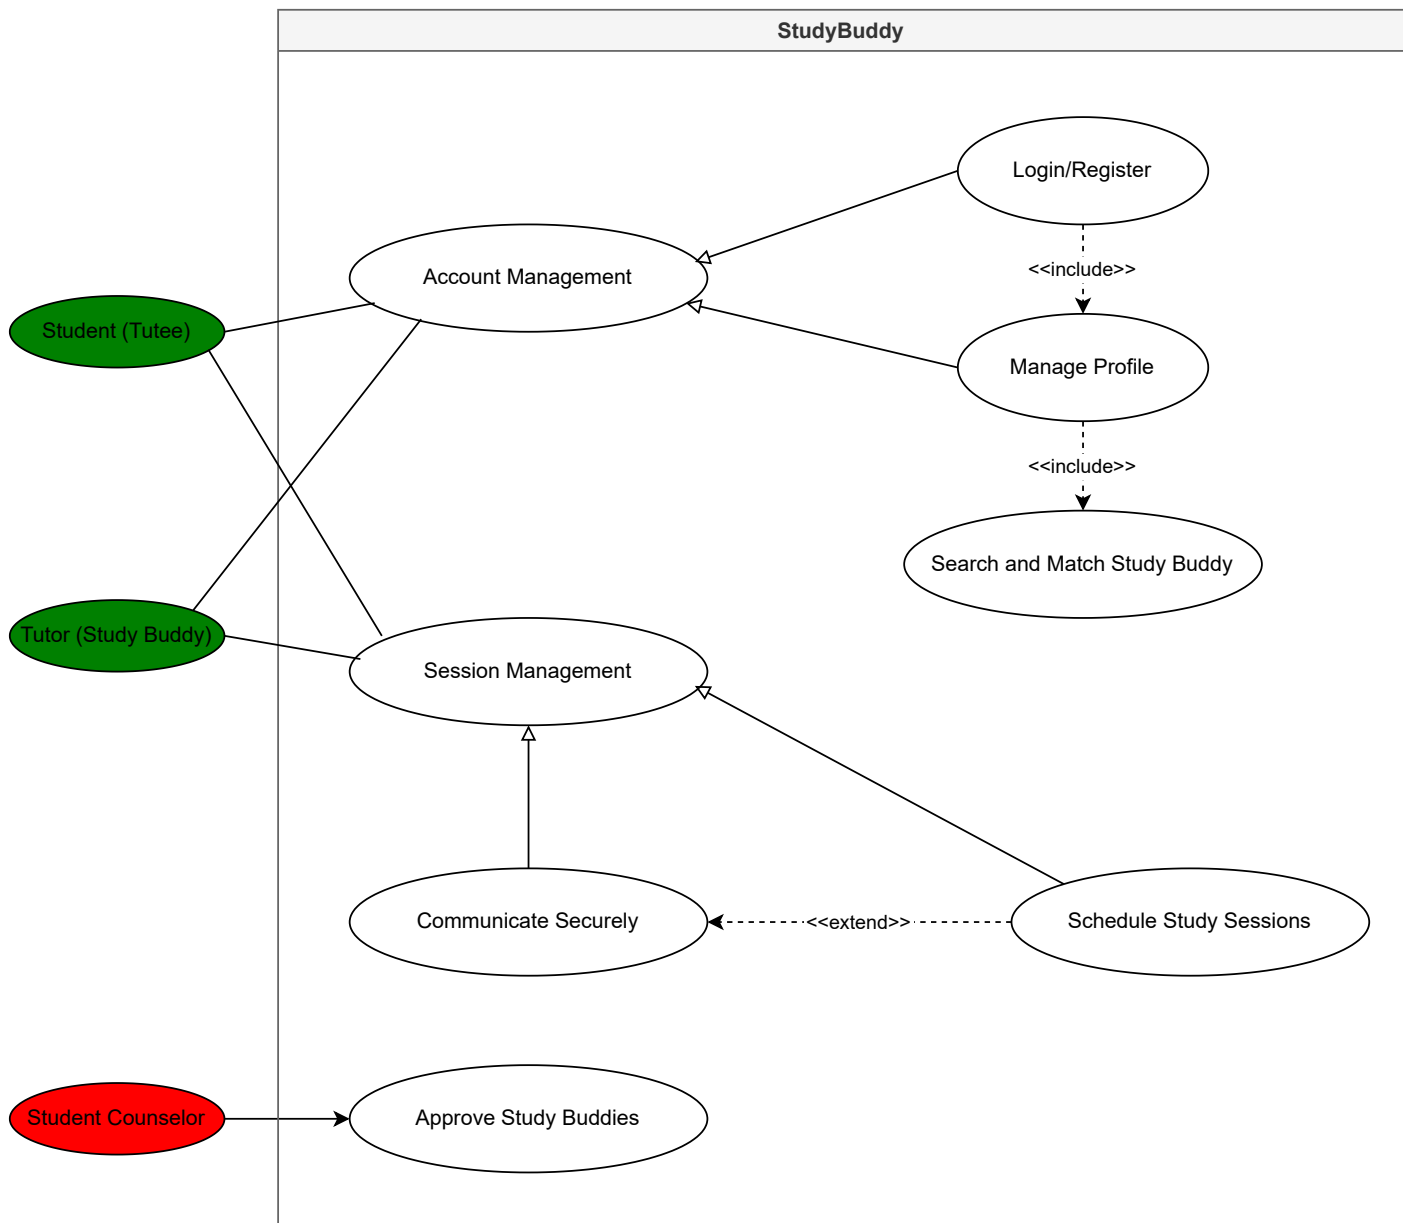 StudyBuddy
Login/Register
<<include>>
Account Management
Student (Tutee)
Manage Profile
<<include>>
Search and Match Study Buddy
Tutor (Study Buddy)
Session Management
Communicate Securely
<<extend>>
Schedule Study Sessions
Student Counselor
Approve Study Buddies